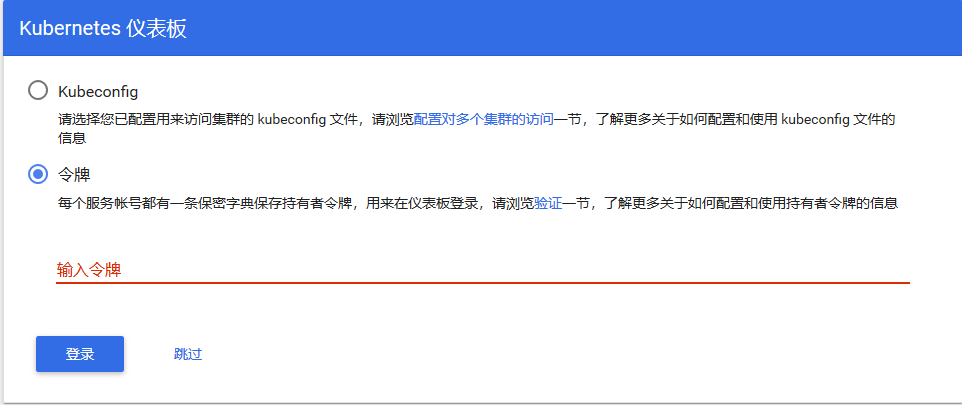 Kubernetes 仪表板
Kubeconfig
请选择您已配置用来访问集群的 kubeconfig 文件，请浏览配置对多个集群的访问一节，了解更多关于如何配置和使用 kubeconfig 文件的
信息
令牌
每个服务帐号都有一条保密字典保存持有者令牌，用来在仪表板登录，请浏览验证一节，了解更多关于如何配置和使用持有者令牌的信息
输入令牌
登录 跳过